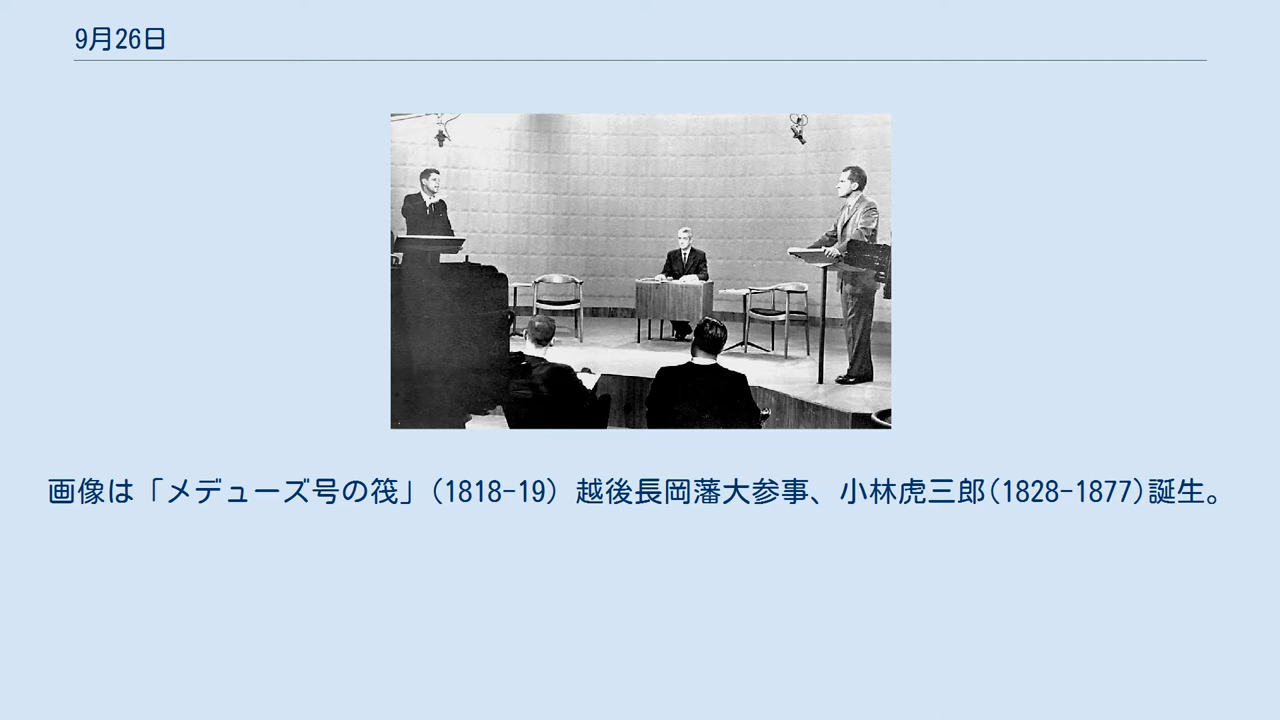 9月26日
画像は「メデューズ号の筏」(1818-19) 越後長岡藩大参事、小林虎三郎(1828-1877)誕生。